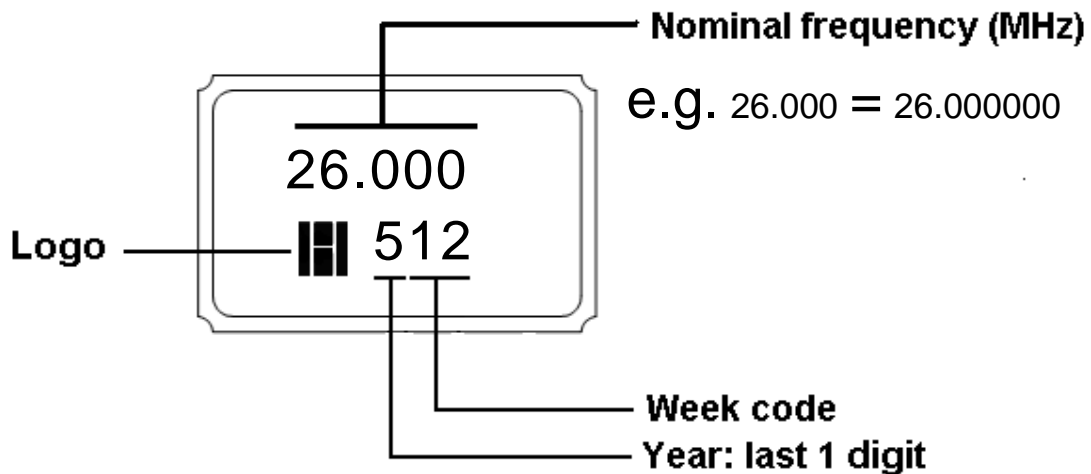 Nominal frequency (MHz)
e.g. 26.000 = 26.000000
26.000
Logo
512
Week code
Year: last 1 digit